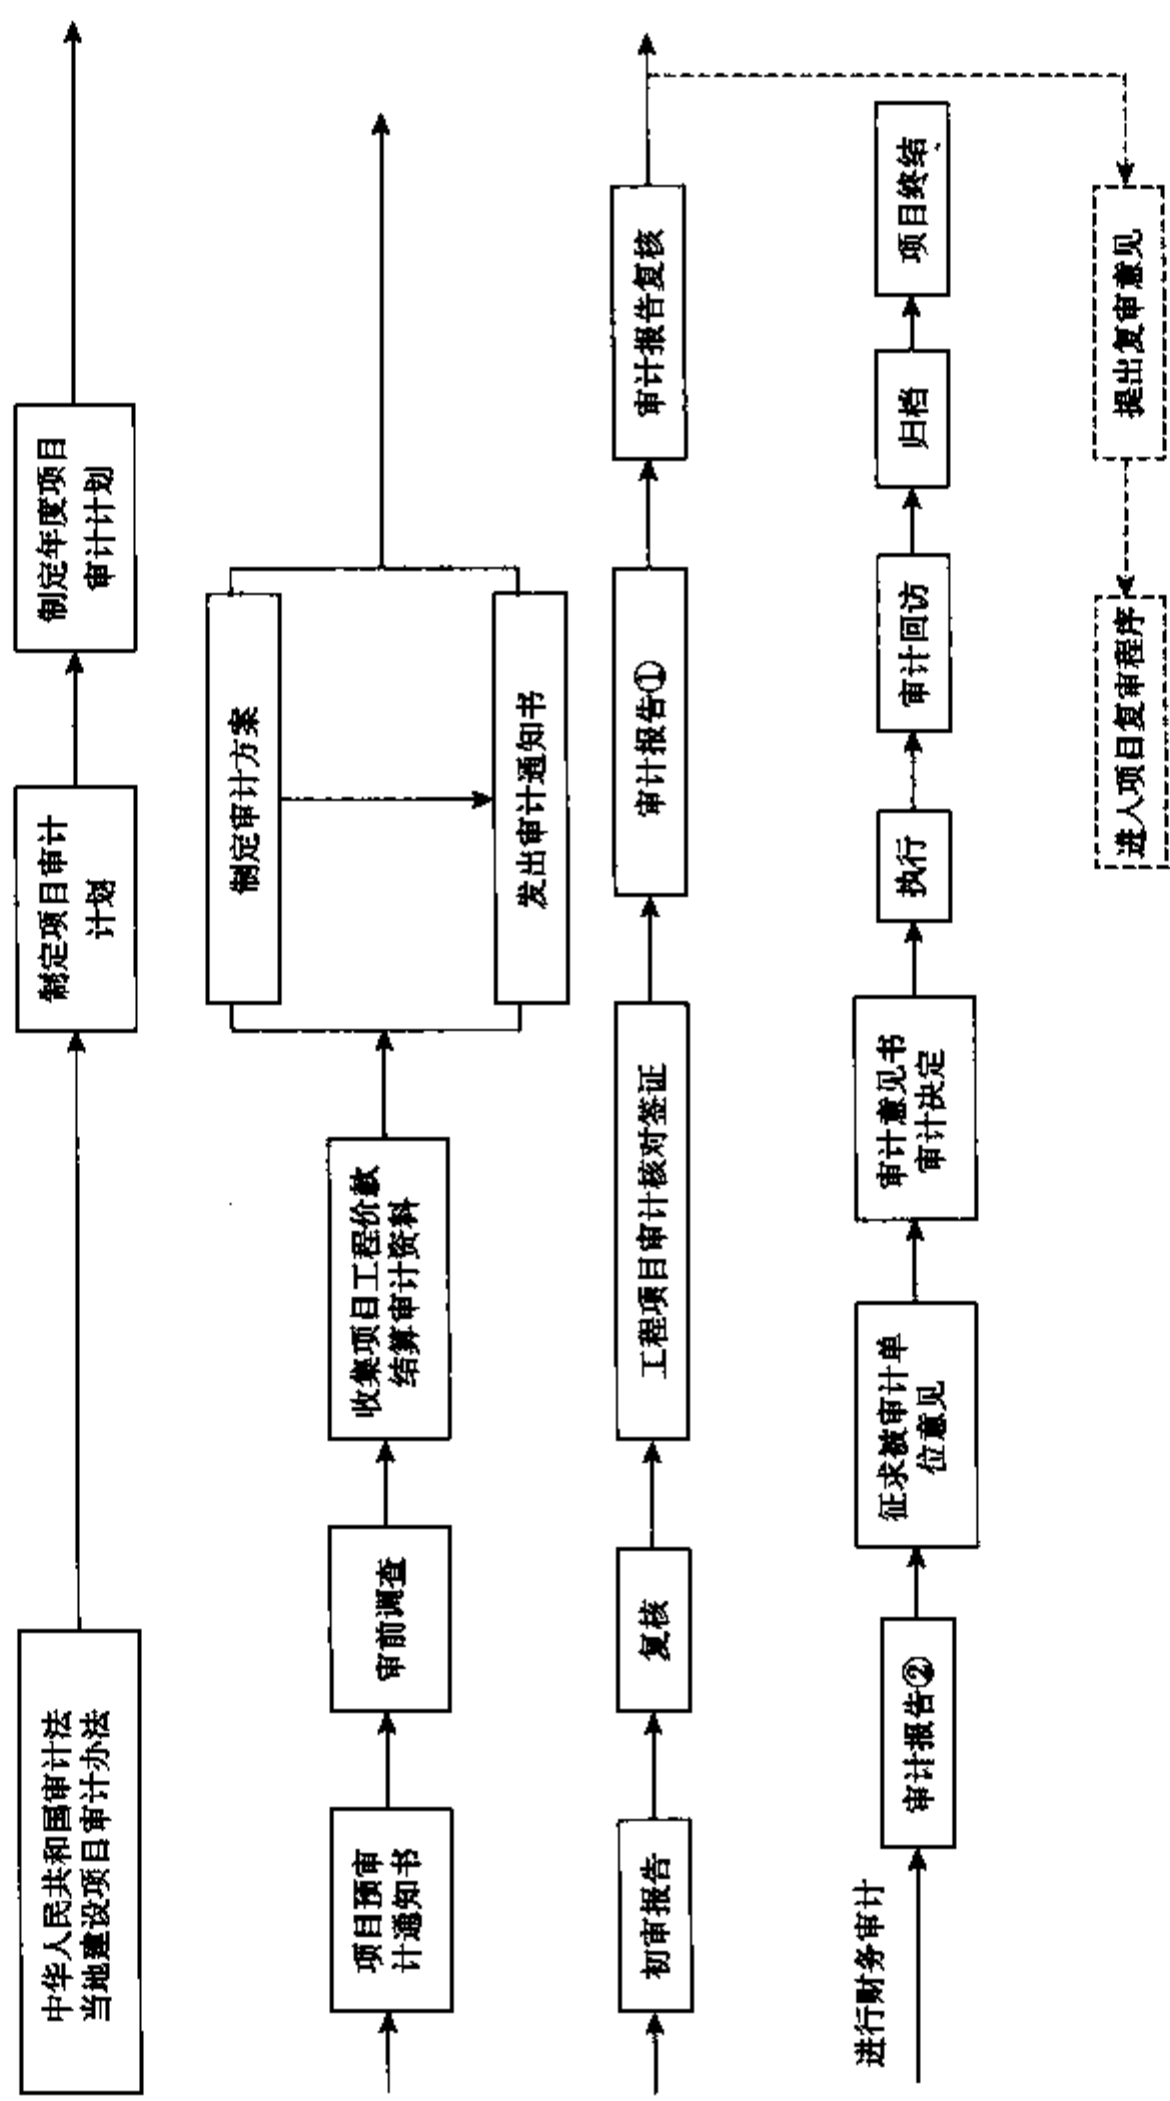 中华人民共和国审计法
当地建设项目审计办法
制定项目审计
计划
制定年度项目
审计计划
项目预审
计通知书
审前调查
收集项目工程价款
结算审计资料
制定审计方案
发出审计通知书
初审报告
复核
工程项目审计核对签证
审计报告①
审计报告复核
进行财务审计
审计报告②
征求被审计单
位意见
审计意见书
审计决定
执行
审计回访
归档
项目终结
提出复审意见
进入项目复审程序